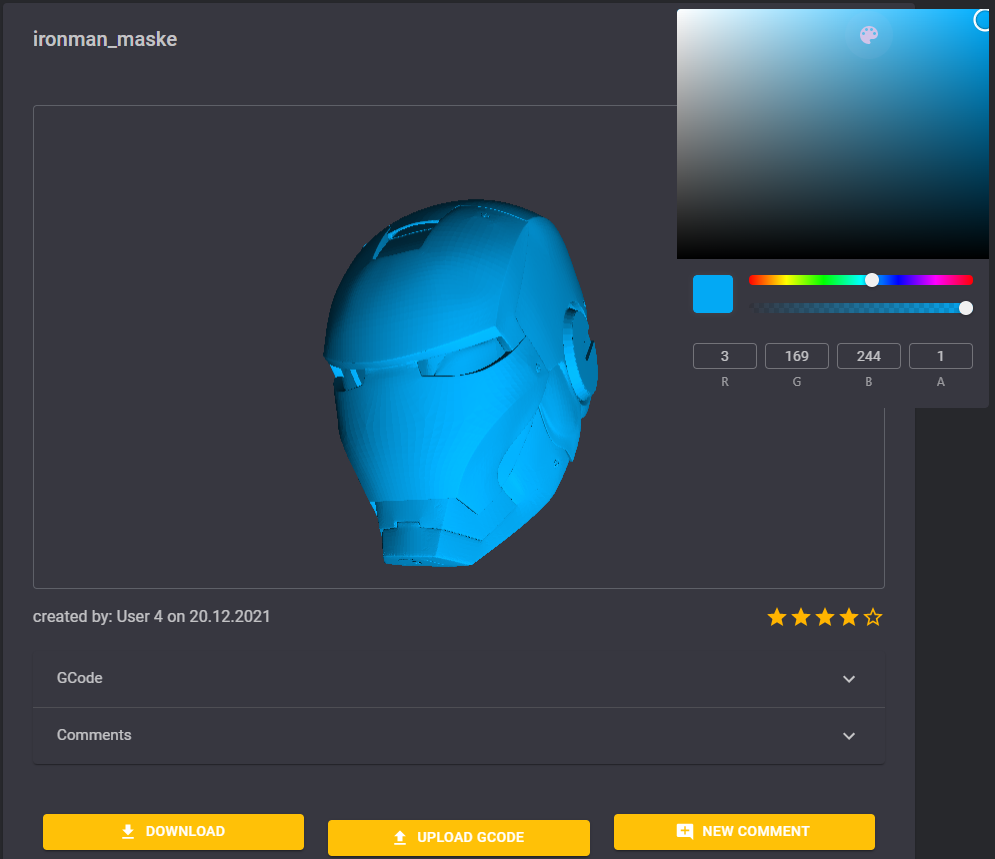 ironman_maske
3 169 244 1
R G B A
created by: User 4 on 20.12.2021
GCode
Comments
DOWNLOAD
UPLOAD GCODE
NEW COMMENT